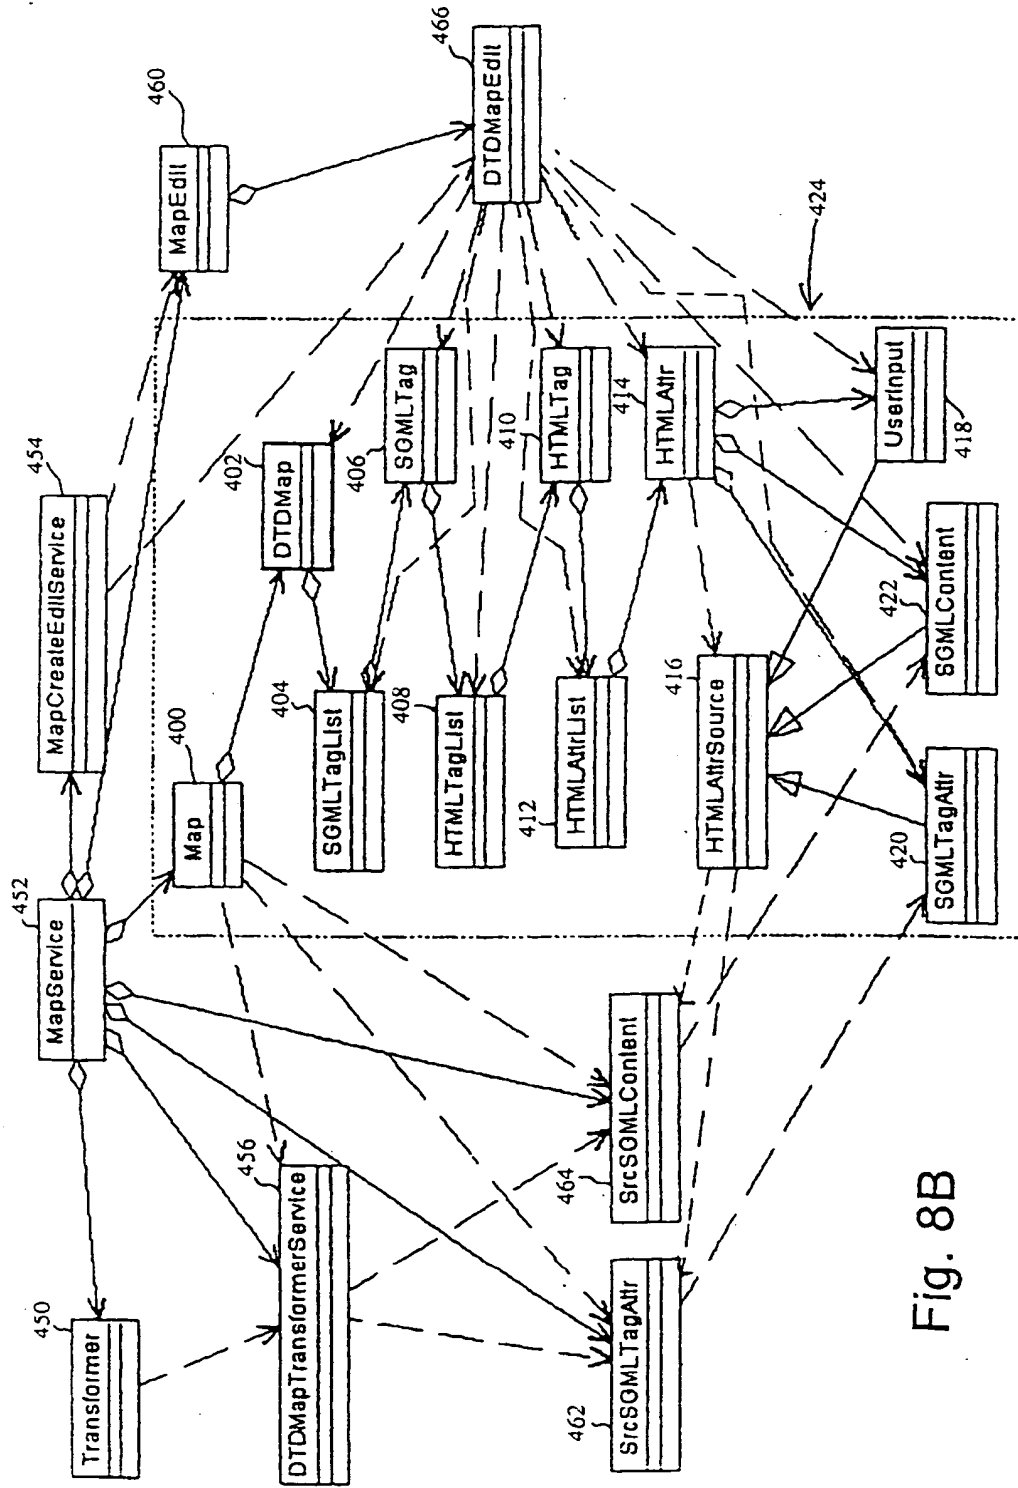 Transformer
450
MapService
452
MapCreateEditService
454
MapEdit
460
DTDMapTransformerService
456
Map
400
DTDMap
402
SGMLTagList
404
SGMLTag
406
HTMLTagList
408
HTMLTag
410
HTMLAttrList
412
HTMLAttr
414
DTDMapEdit
466
SrcSGMLTagAttr
462
SrcSGMLContent
464
HTMLAttrSource
416
SGMLTagAttr
420
SGMLContent
422
UserInput
418
424
Fig. 8B